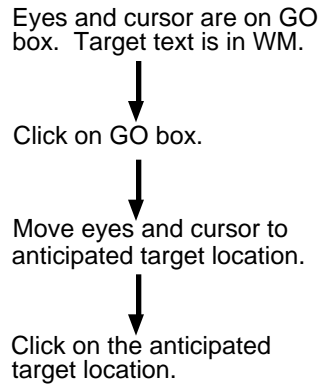 Eyes and cursor are on GO
box.  Target text is in WM.
Click on GO box.
Move eyes and cursor to
anticipated target location.
Click on the anticipated
target location.